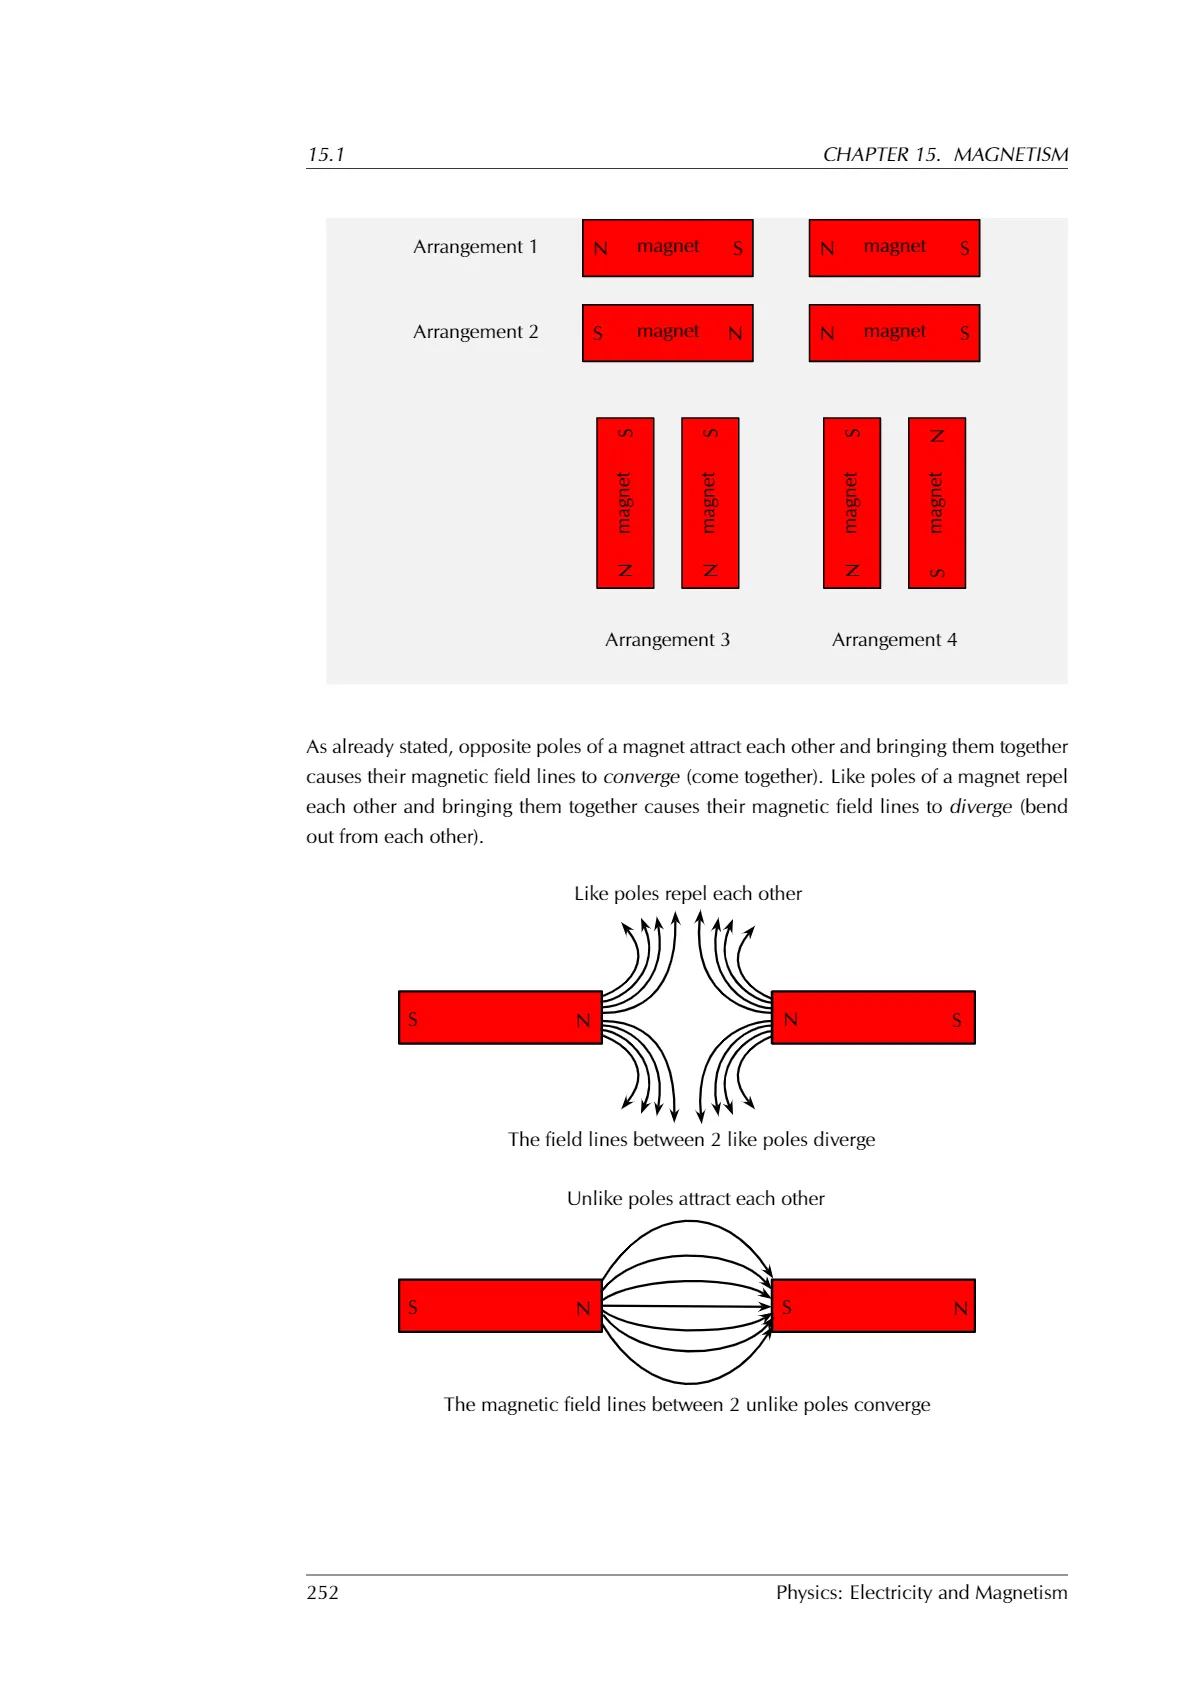 15.1 CHAPTER 15. MAGNETISM
Arrangement 1 N magnet S N magnet S
Arrangement 2 S magnet N N magnet S
N magnet S
N magnet S
N magnet S
S magnet N
Arrangement 3 Arrangement 4
As already stated, opposite poles of a magnet attract each other and bringing them together
causes their magnetic field lines to converge (come together). Like poles of a magnet repel
each other and bringing them together causes their magnetic field lines to diverge (bend
out from each other).
Like poles repel each other
S N N S
The field lines between 2 like poles diverge
Unlike poles attract each other
S N S N
The magnetic field lines between 2 unlike poles converge
252 Physics: Electricity and Magnetism